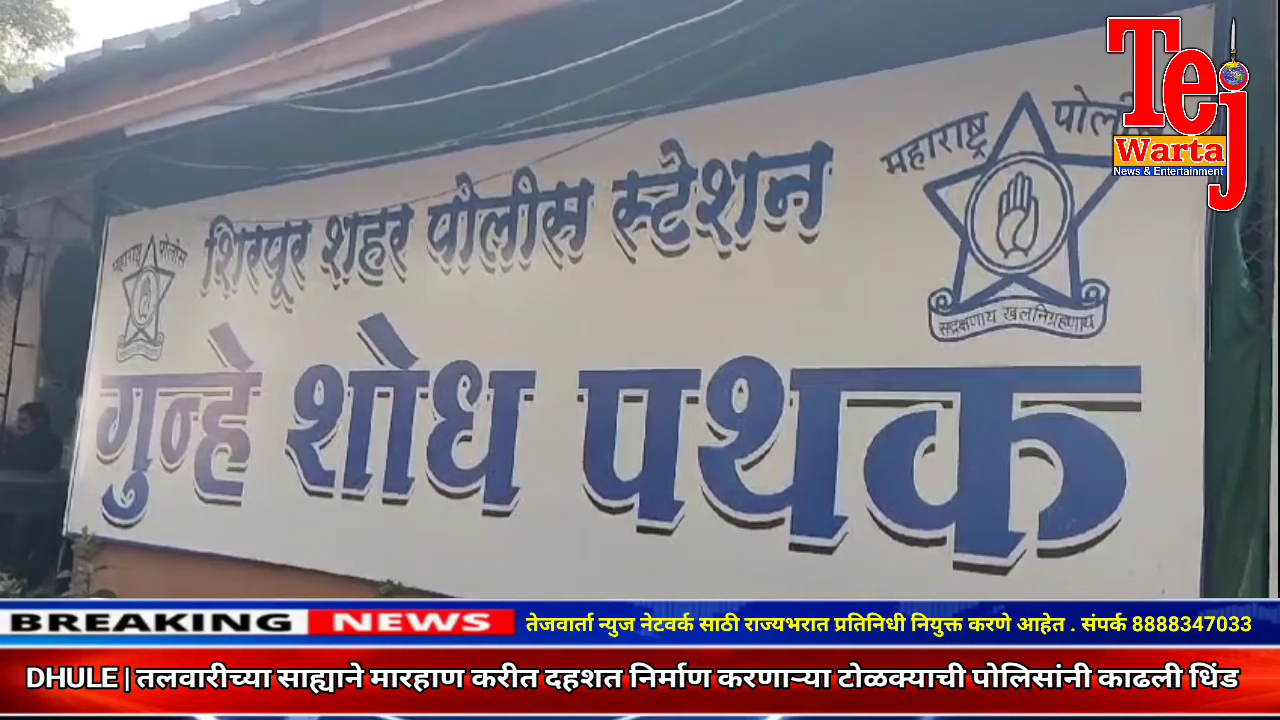 Tej
Warta
News & Entertainment
महाराष्ट्र
शिरपूर शहर पोलीस स्टेशन
महाराष्ट्र पोलीस
सद्रक्षणाय खलनिग्रहणाय
गुन्हे शोध पथक
BREAKING NEWS
तेजवार्ता न्युज नेटवर्क साठी राज्यभरात प्रतिनिधी नियुक्त करणे आहेत . संपर्क 8888347033
DHULE | तलवारीच्या साह्याने मारहाण करीत दहशत निर्माण करणाऱ्या टोळक्याची पोलिसांनी काढली धिंड